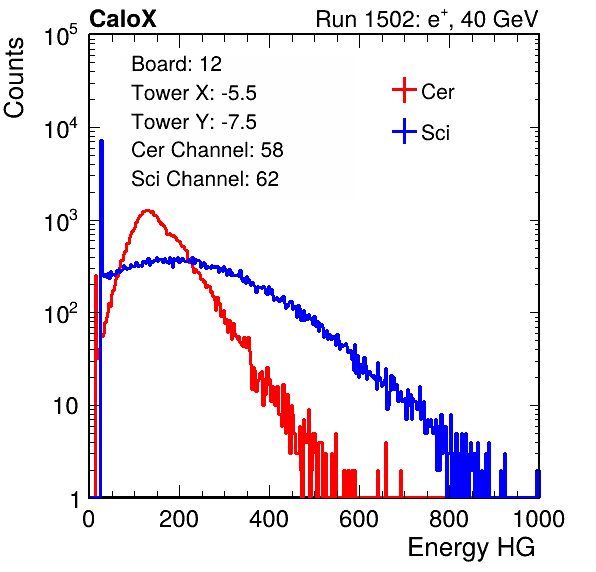 CaloX Run 1502: e⁺, 40 GeV
Counts
Board: 12
Tower X: -5.5
Tower Y: -7.5
Cer Channel: 58
Sci Channel: 62
Cer
Sci
10⁵
10⁴
10³
10²
10
1
0 200 400 600 800 1000
Energy HG